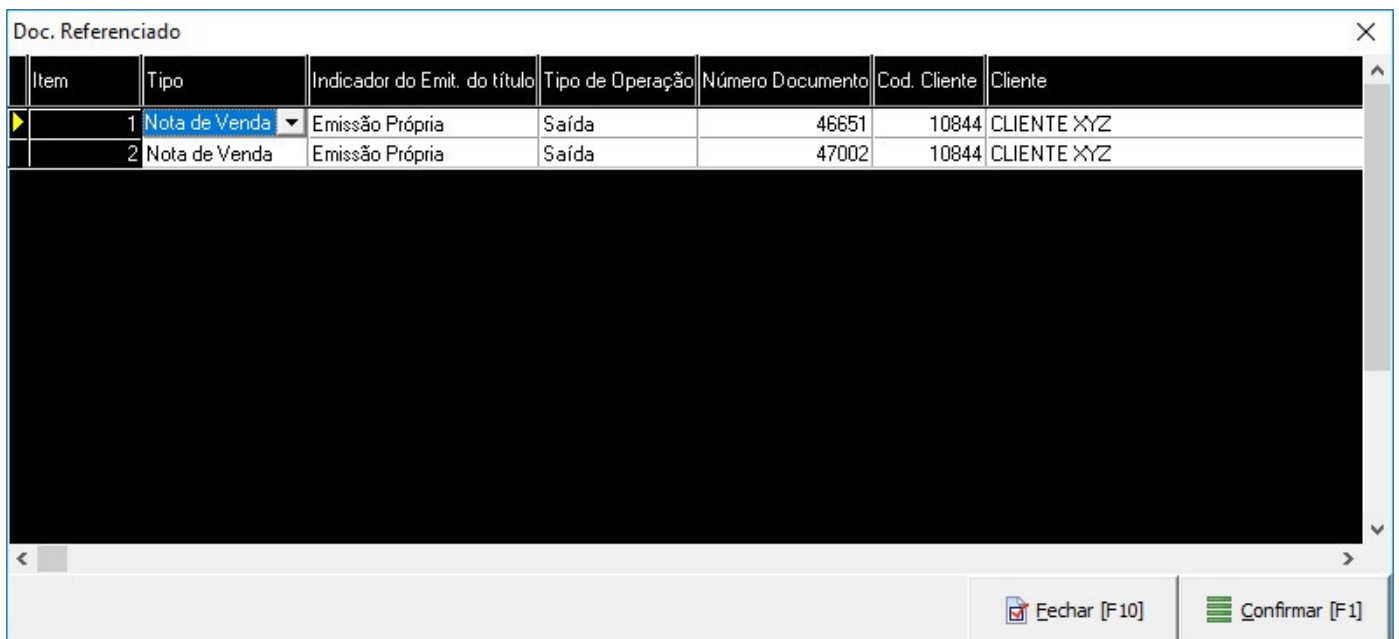 Doc. Referenciado
Item Tipo Indicador do Emit. do título Tipo de Operação Número Documento Cod. Cliente Cliente
1 Nota de Venda Emissão Própria Saída 46651 10844 CLIENTE XYZ
2 Nota de Venda Emissão Própria Saída 47002 10844 CLIENTE XYZ
Fechar [F10] Confirmar [F1]